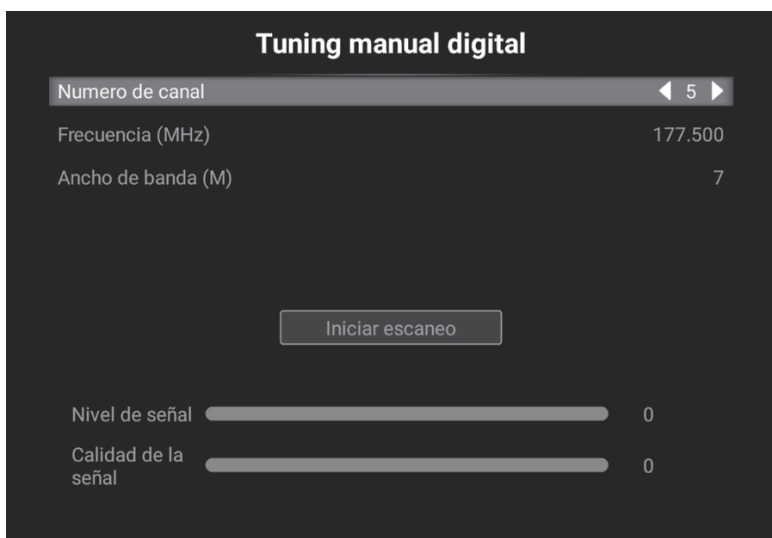 Tuning manual digital
Numero de canal 5
Frecuencia (MHz) 177.500
Ancho de banda (M) 7
Iniciar escaneo
Nivel de señal 0
Calidad de la
señal 0